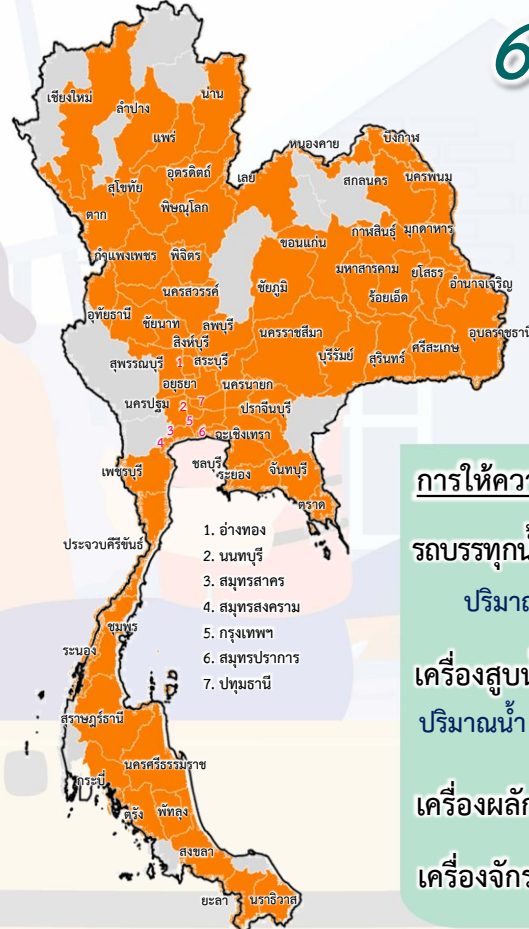 6
เชียงใหม่
น่าน
ลำปาง
แพร่
บึงกาฬ
หนองคาย
อุตรดิตถ์
เลย
สกลนคร
นครพนม
สุโขทัย
พิษณุโลก
ตาก
กาฬสินธุ์
มุกดาหาร
ขอนแก่น
กำแพงเพชร
พิจิตร
มหาสารคาม
ยโสธร
อำนาจเจริญ
นครสวรรค์
ชัยภูมิ
ร้อยเอ็ด
อุทัยธานี
ชัยนาท
ลพบุรี
นครราชสีมา
อุบลราชธานี
สิงห์บุรี
บุรีรัมย์
สุรินทร์
ศรีสะเกษ
สุพรรณบุรี
1
สระบุรี
อยุธยา
นครนายก
นครปฐม
2
7
ปราจีนบุรี
5
3
6
ฉะเชิงเทรา
4
เพชรบุรี
ชลบุรี
ระยอง
จันทบุรี
ตราด
ประจวบคีรีขันธ์
1. อ่างทอง
2. นนทบุรี
3. สมุทรสาคร
4. สมุทรสงคราม
5. กรุงเทพฯ
6. สมุทรปราการ
7. ปทุมธานี
ชุมพร
ระนอง
สุราษฎร์ธานี
นครศรีธรรมราช
กระบี่
ตรัง
พัทลุง
สงขลา
ยะลา
นราธิวาส
การให้ควา
รถบรรทุกน้
ปริมาณ
เครื่องสูบน
ปริมาณน้ำ
เครื่องผลัก
เครื่องจักร